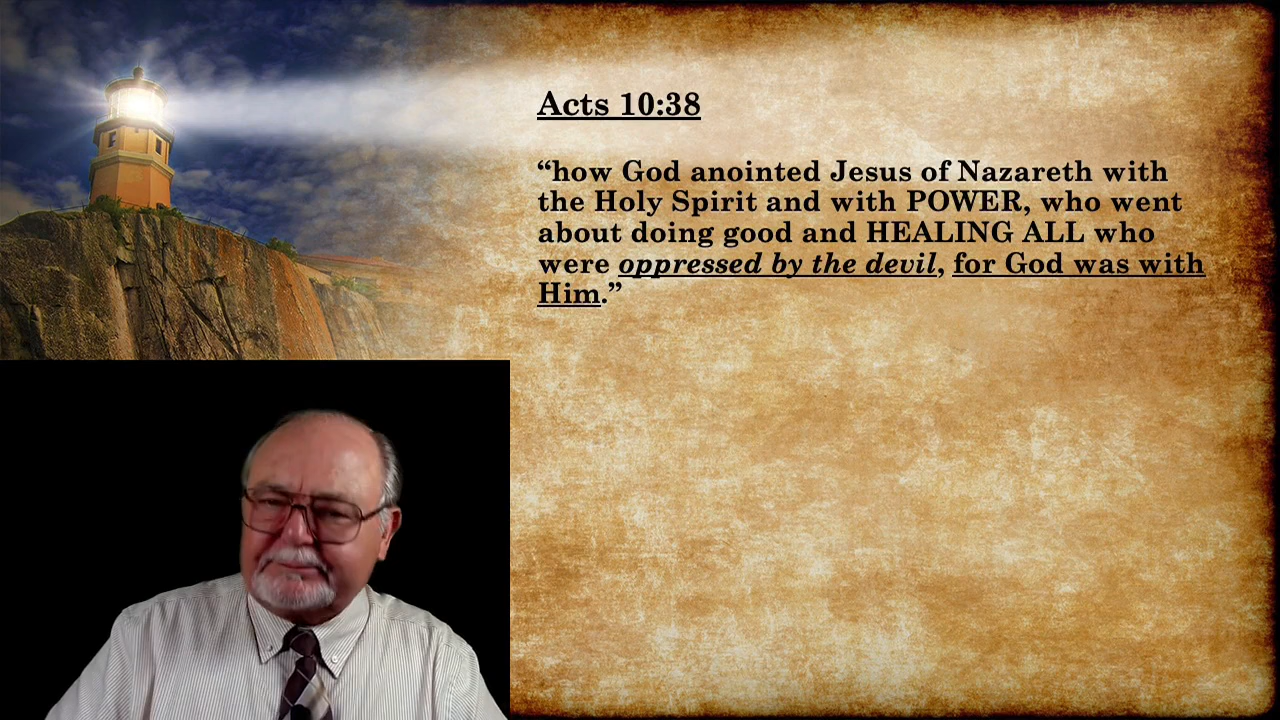 Acts 10:38
“how God anointed Jesus of Nazareth with
the Holy Spirit and with POWER, who went
about doing good and HEALING ALL who
were oppressed by the devil, for God was with
Him.”